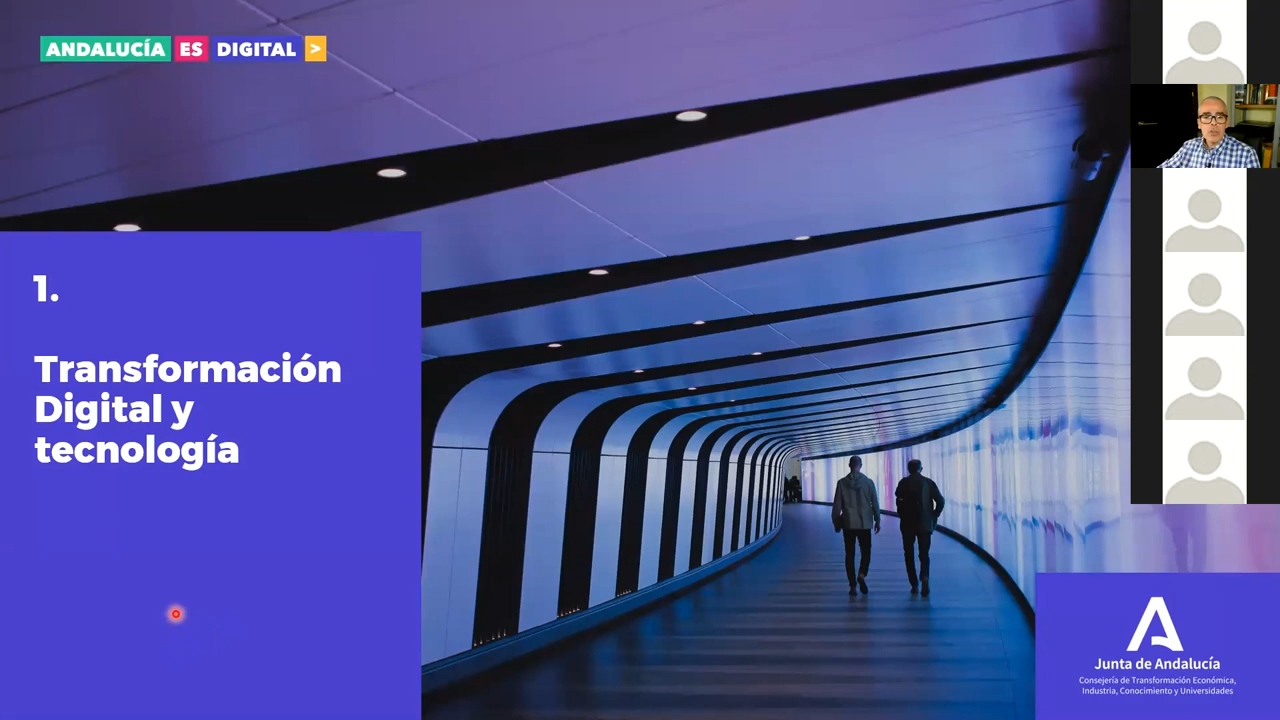 ANDALUCÍA ES DIGITAL >
1.
Transformación
Digital y
tecnología
Junta de Andalucía
Consejería de Transformación Económica,
Industria, Conocimiento y Universidades